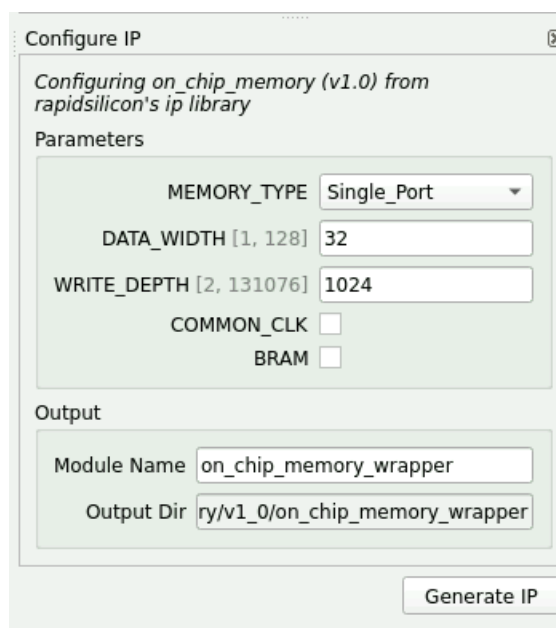 Configure IP
Configuring on_chip_memory (v1.0) from
rapidsilicon's ip library
Parameters
MEMORY_TYPE Single_Port
DATA_WIDTH [1, 128] 32
WRITE_DEPTH [2, 131076] 1024
COMMON_CLK
BRAM
Output
Module Name on_chip_memory_wrapper
Output Dir ry/v1_0/on_chip_memory_wrapper
Generate IP